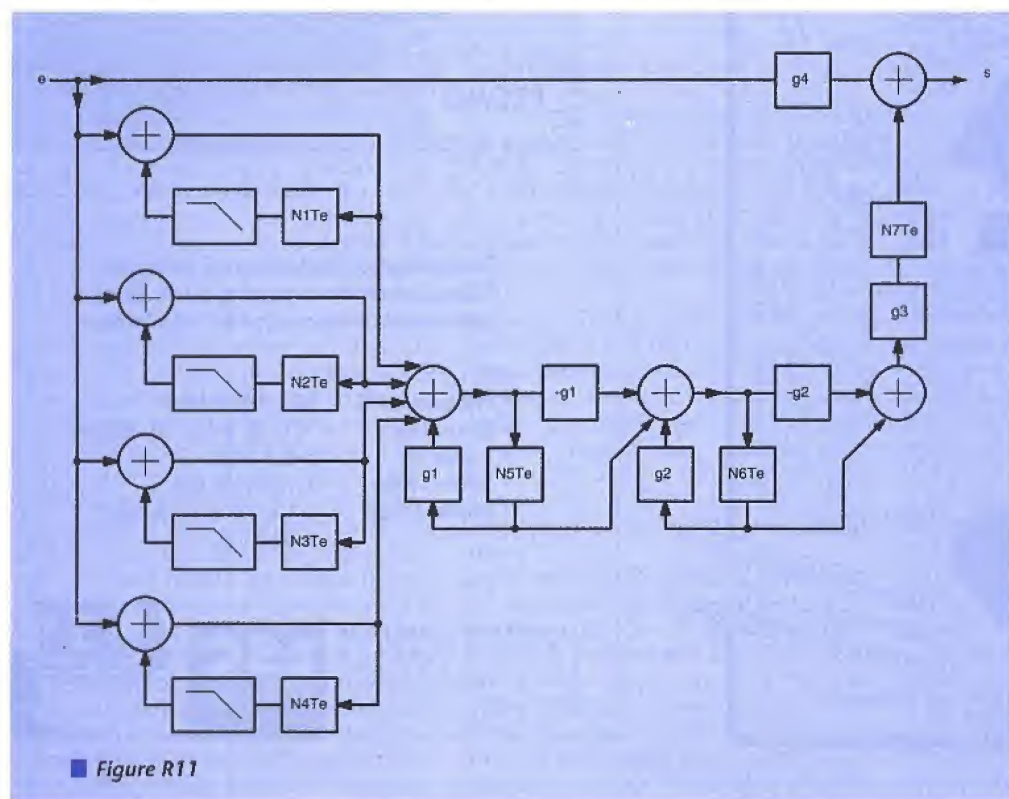 e
g4
s
N1Te
N7Te
N2Te
g3
-g1
-g2
g1
N5Te
g2
N6Te
N3Te
N4Te
Figure R11